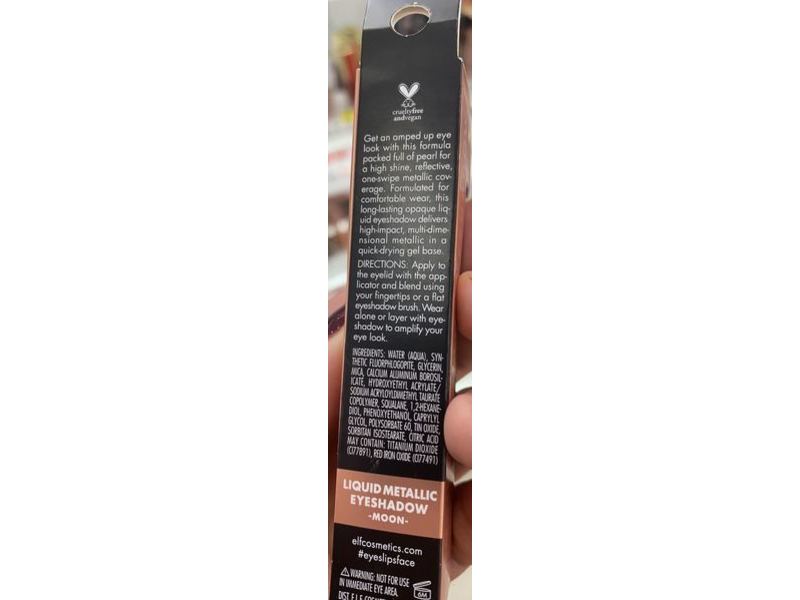 crueltyfree
andvegan
Get an amped up eye
look with this formula
packed full of pearl for
a high shine, reflective,
one-swipe metallic cov-
erage. Formulated for
comfortable wear, this
long-lasting opaque liq-
uid eyeshadow delivers
high-impact, multi-dime-
nsional metallic in a
quick-drying gel base.
DIRECTIONS: Apply to
the eyelid with the app-
licator and blend using
your fingertips or a flat
eyeshadow brush. Wear
alone or layer with eye-
shadow to amplify your
eye look.
INGREDIENTS: WATER (AQUA), SYN-
THETIC FLUORPHLOGOPITE, GLYCERIN,
MICA, CALCIUM ALUMINUM BOROSIL-
ICATE, HYDROXYETHYL ACRYLATE/
SODIUM ACRYLOYLDIMETHYL TAURATE
COPOLYMER, SQUALANE, 1,2-HEXANE-
DIOL, PHENOXYETHANOL, CAPRYLYL
GLYCOL, POLYSORBATE 60, TIN OXIDE,
SORBITAN ISOSTEARATE, CITRIC ACID
MAY CONTAIN: TITANIUM DIOXIDE
(CI77891), RED IRON OXIDE (CI77491)
LIQUID METALLIC
EYESHADOW
-MOON-
elfcosmetics.com
#eyeslipsface
WARNING: NOT FOR USE
IN IMMEDIATE EYE AREA.
6M
DIST. E.L.F. COSM